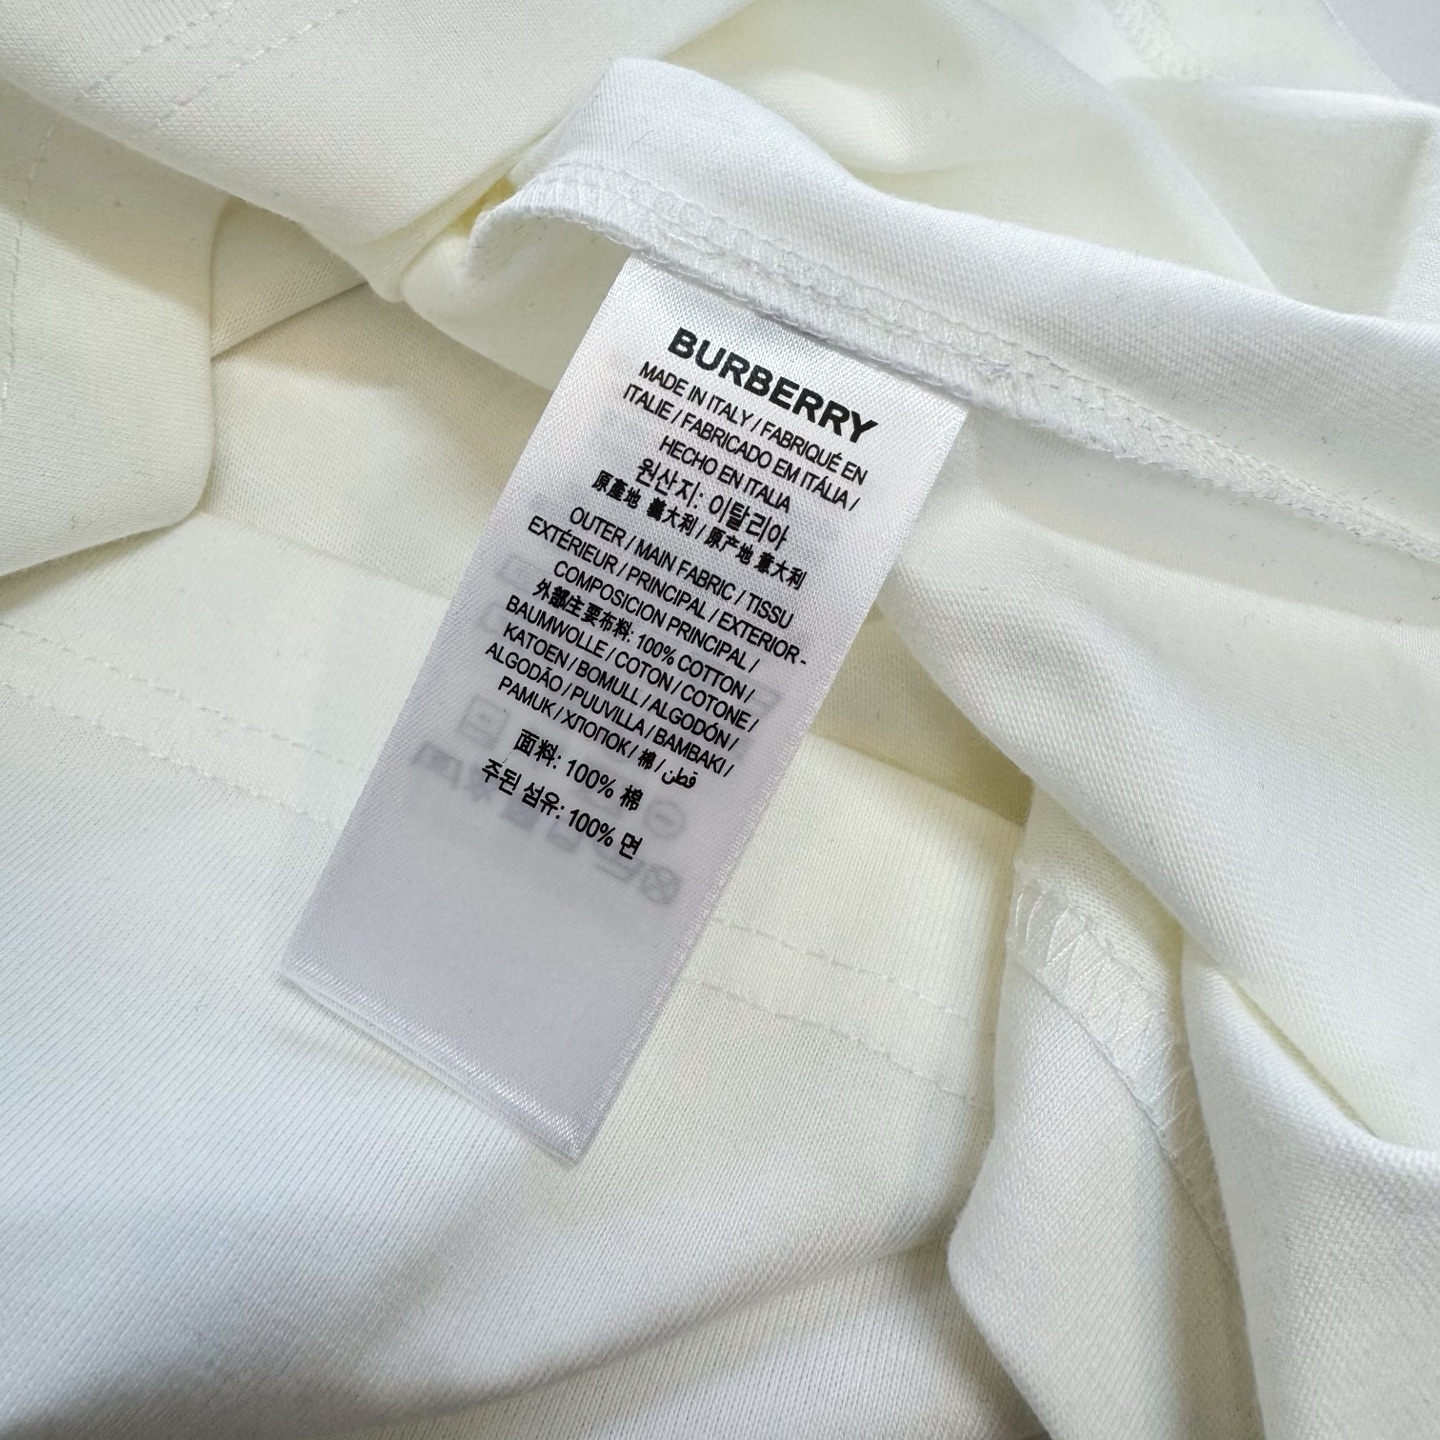 BURBERRY
MADE IN ITALY / FABRIQUÉ EN
ITALIE / FABRICADO EM ITÁLIA /
HECHO EN ITALIA
원산지: 이탈리아
原產地 義大利 / 原产地 意大利
OUTER / MAIN FABRIC / TISSU
EXTÉRIEUR / PRINCIPAL / EXTERIOR -
COMPOSICION PRINCIPAL /
外部主要布料: 100% COTTON /
BAUMWOLLE / COTON / COTONE /
KATOEN / BOMULL / ALGODÓN /
ALGODÃO / PUUVILLA / BAMBAKI /
PAMUK / ХЛОПОК / 棉 / قطن
面料: 100% 棉
주된 섬유: 100% 면